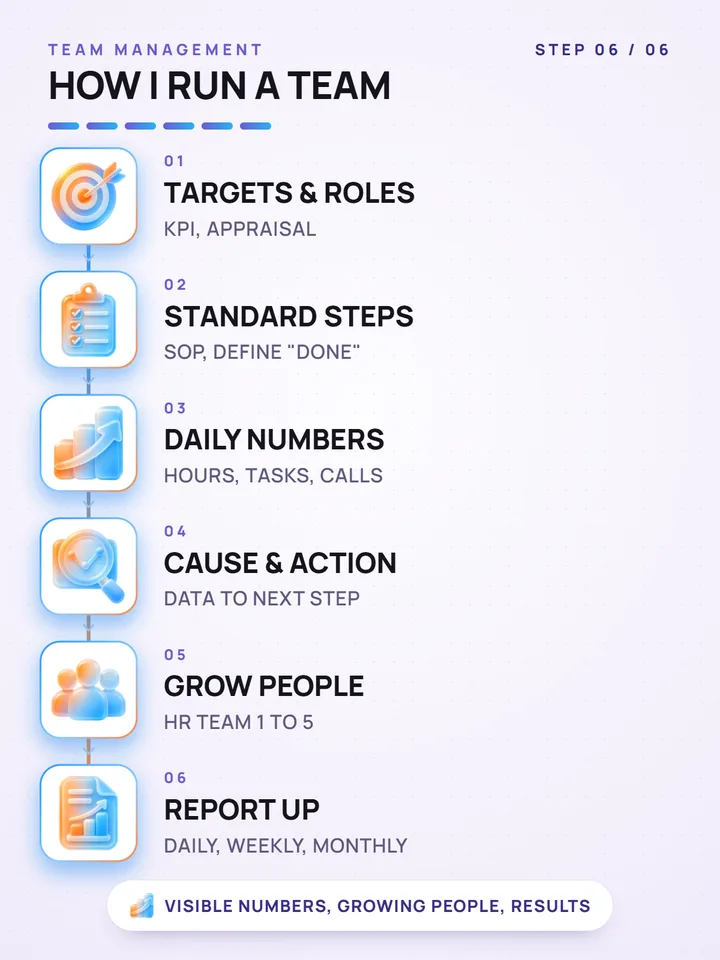 TEAM MANAGEMENT
STEP 06 / 06
HOW I RUN A TEAM
01
TARGETS & ROLES
KPI, APPRAISAL
02
STANDARD STEPS
SOP, DEFINE "DONE"
03
DAILY NUMBERS
HOURS, TASKS, CALLS
04
CAUSE & ACTION
DATA TO NEXT STEP
05
GROW PEOPLE
HR TEAM 1 TO 5
06
REPORT UP
DAILY, WEEKLY, MONTHLY
VISIBLE NUMBERS, GROWING PEOPLE, RESULTS